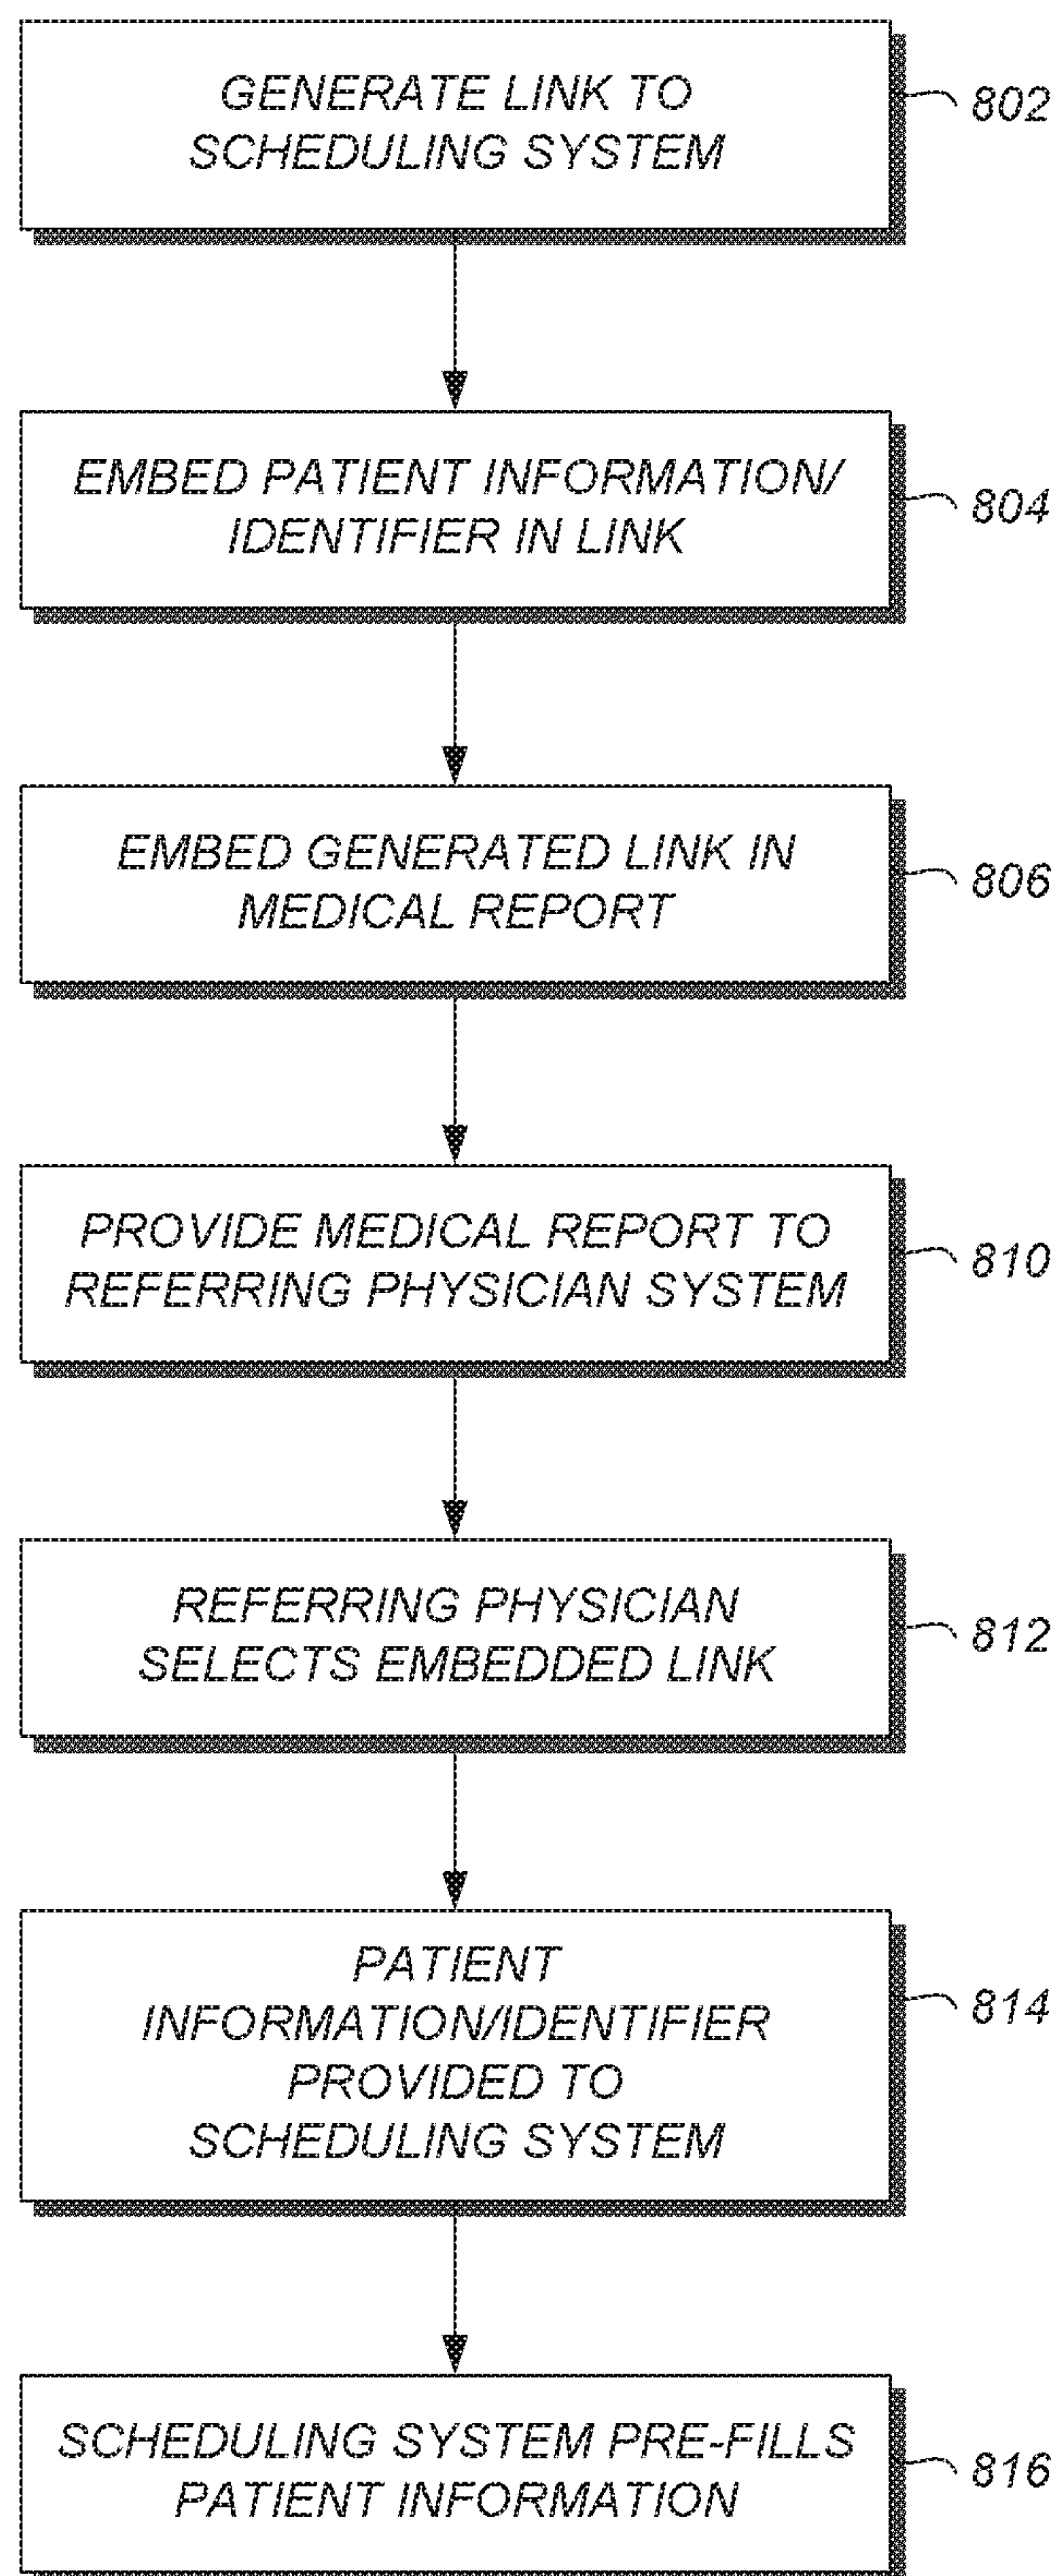 GENERATE LINK TO
SCHEDULING SYSTEM
802
EMBED PATIENT INFORMATION/
IDENTIFIER IN LINK
804
EMBED GENERATED LINK IN
MEDICAL REPORT
806
PROVIDE MEDICAL REPORT TO
REFERRING PHYSICIAN SYSTEM
810
REFERRING PHYSICIAN
SELECTS EMBEDDED LINK
812
PATIENT
INFORMATION/IDENTIFIER
PROVIDED TO
SCHEDULING SYSTEM
814
SCHEDULING SYSTEM PRE-FILLS
PATIENT INFORMATION
816